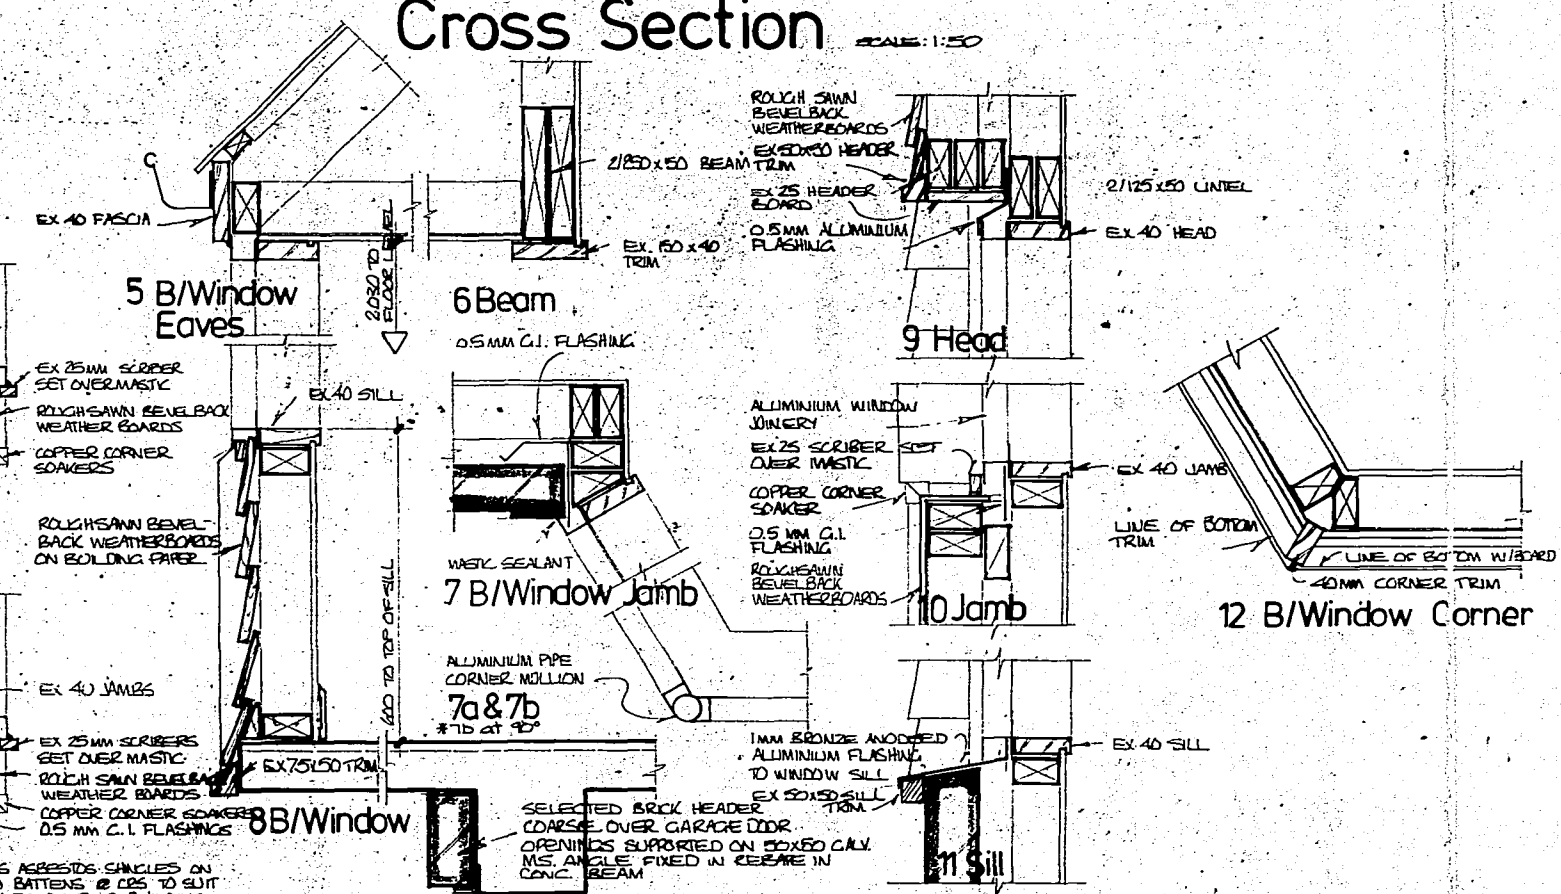 Cross Section
SCALE: 1:50
EX 40 FASCIA
5 B/Window
Eaves
2030 TO
FLOOR LEVEL
2/250x50 BEAM
EX. 150 x 40
TRIM
6 Beam
ROUGH SAWN
BEVELBACK
WEATHERBOARDS
EX 50x50 HEADER
TRIM
EX 25 HEADER
BOARD
0.5MM ALUMINIUM
FLASHING
2/125 x50 LINTEL
EX 40 HEAD
9 Head
EX 25MM SCRIBER
SET OVER MASTIC
ROUGHSAWN BEVELBACK
WEATHER BOARDS
COPPER CORNER
SOAKERS
EX 40 SILL
ROUGHSAWN BEVEL-
BACK WEATHERBOARDS
ON BUILDING PAPER
600 TO TOP OF SILL
0.5MM G.I. FLASHING
MASTIC SEALANT
7 B/Window Jamb
ALUMINIUM PIPE
CORNER MULLION
7a & 7b
*7b at 90°
ALUMINIUM WINDOW
JOINERY
EX 25 SCRIBER SET
OVER MASTIC
COPPER CORNER
SOAKER
0.5 MM G.I.
FLASHING
ROUGHSAWN
BEVELBACK
WEATHERBOARDS
EX 40 JAMB
10 Jamb
LINE OF BOTTOM
TRIM
LINE OF BOTTOM W/BOARD
40MM CORNER TRIM
12 B/Window Corner
EX 40 JAMBS
EX 25MM SCRIBERS
SET OVER MASTIC
ROUGH SAWN BEVELBACK
WEATHER BOARDS
COPPER CORNER SOAKERS
0.5 MM G.I. FLASHINGS
EX 75x50 TRIM
8 B/Window
SELECTED BRICK HEADER
COARSE OVER GARAGE DOOR
OPENINGS SUPPORTED ON 50x50 GALV.
MS. ANGLE FIXED IN REBATE IN
CONC. BEAM
1MM BRONZE ANODISED
ALUMINIUM FLASHING
TO WINDOW SILL
EX 50x50 SILL
TRIM
EX 40 SILL
11 Sill
ASBESTOS SHINGLES ON
BATTENS @ CRS TO SUIT